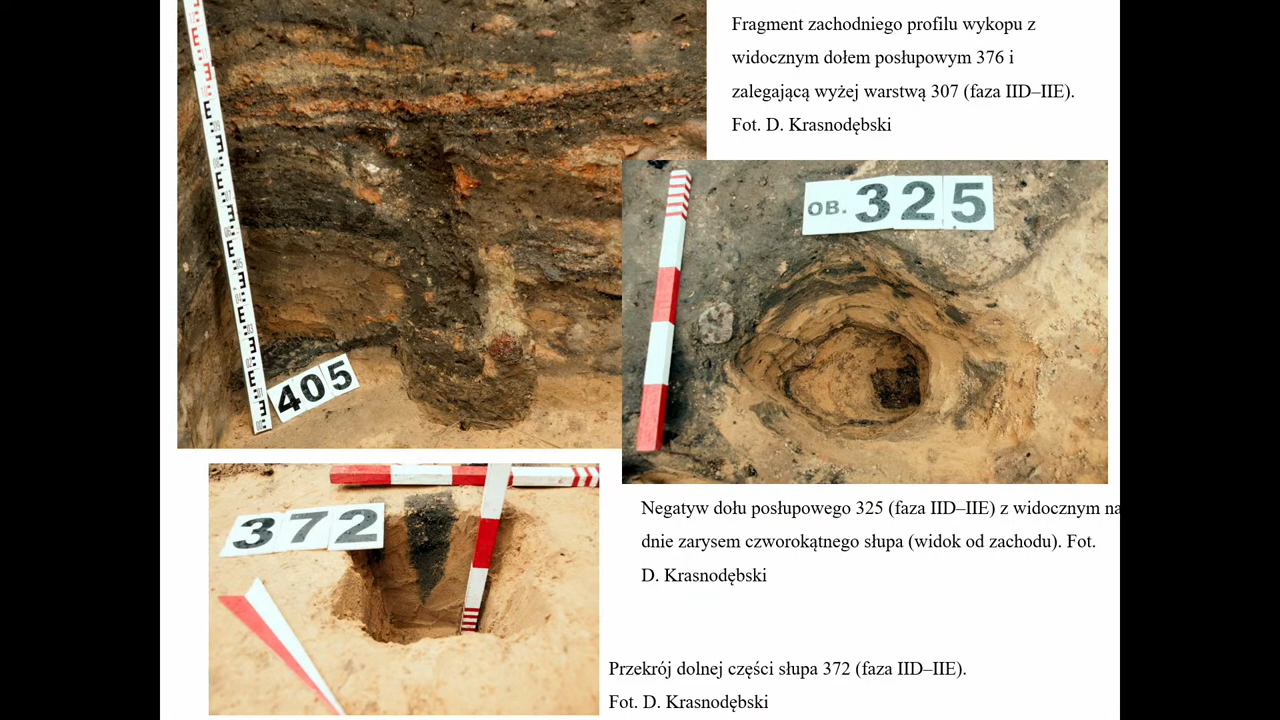 Fragment zachodniego profilu wykopu z
widocznym dołem posłupowym 376 i
zalegającą wyżej warstwą 307 (faza IID–IIE).
Fot. D. Krasnodębski
OB. 325
405
Negatyw dołu posłupowego 325 (faza IID–IIE) z widocznym na
dnie zarysem czworokątnego słupa (widok od zachodu). Fot.
D. Krasnodębski
372
Przekrój dolnej części słupa 372 (faza IID–IIE).
Fot. D. Krasnodębski